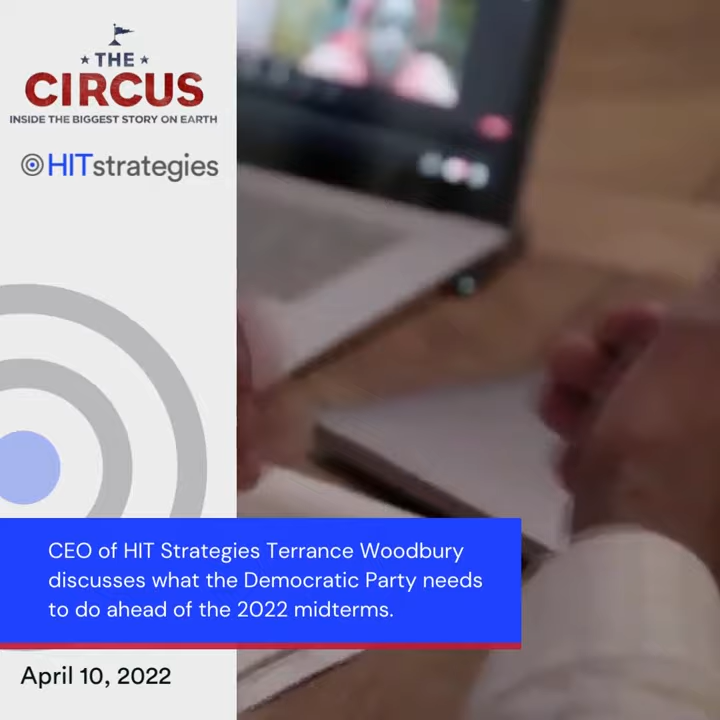 THE
CIRCUS
INSIDE THE BIGGEST STORY ON EARTH
HITstrategies
CEO of HIT Strategies Terrance Woodbury
discusses what the Democratic Party needs
to do ahead of the 2022 midterms.
April 10, 2022